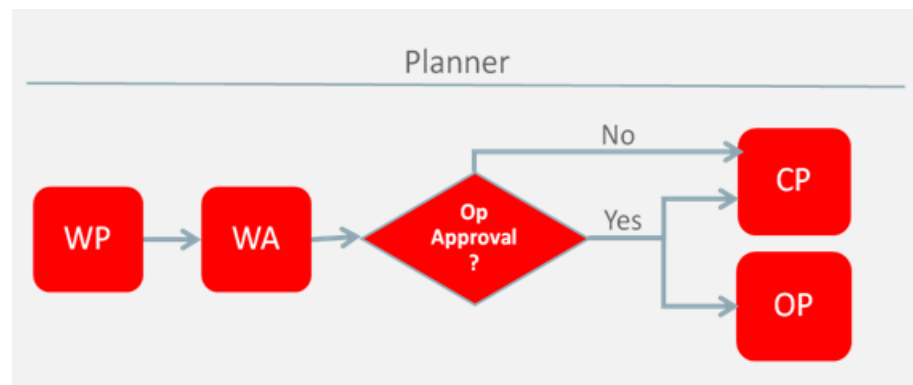 Planner
No
CP
WP
WA
Op
Approval
?
Yes
OP